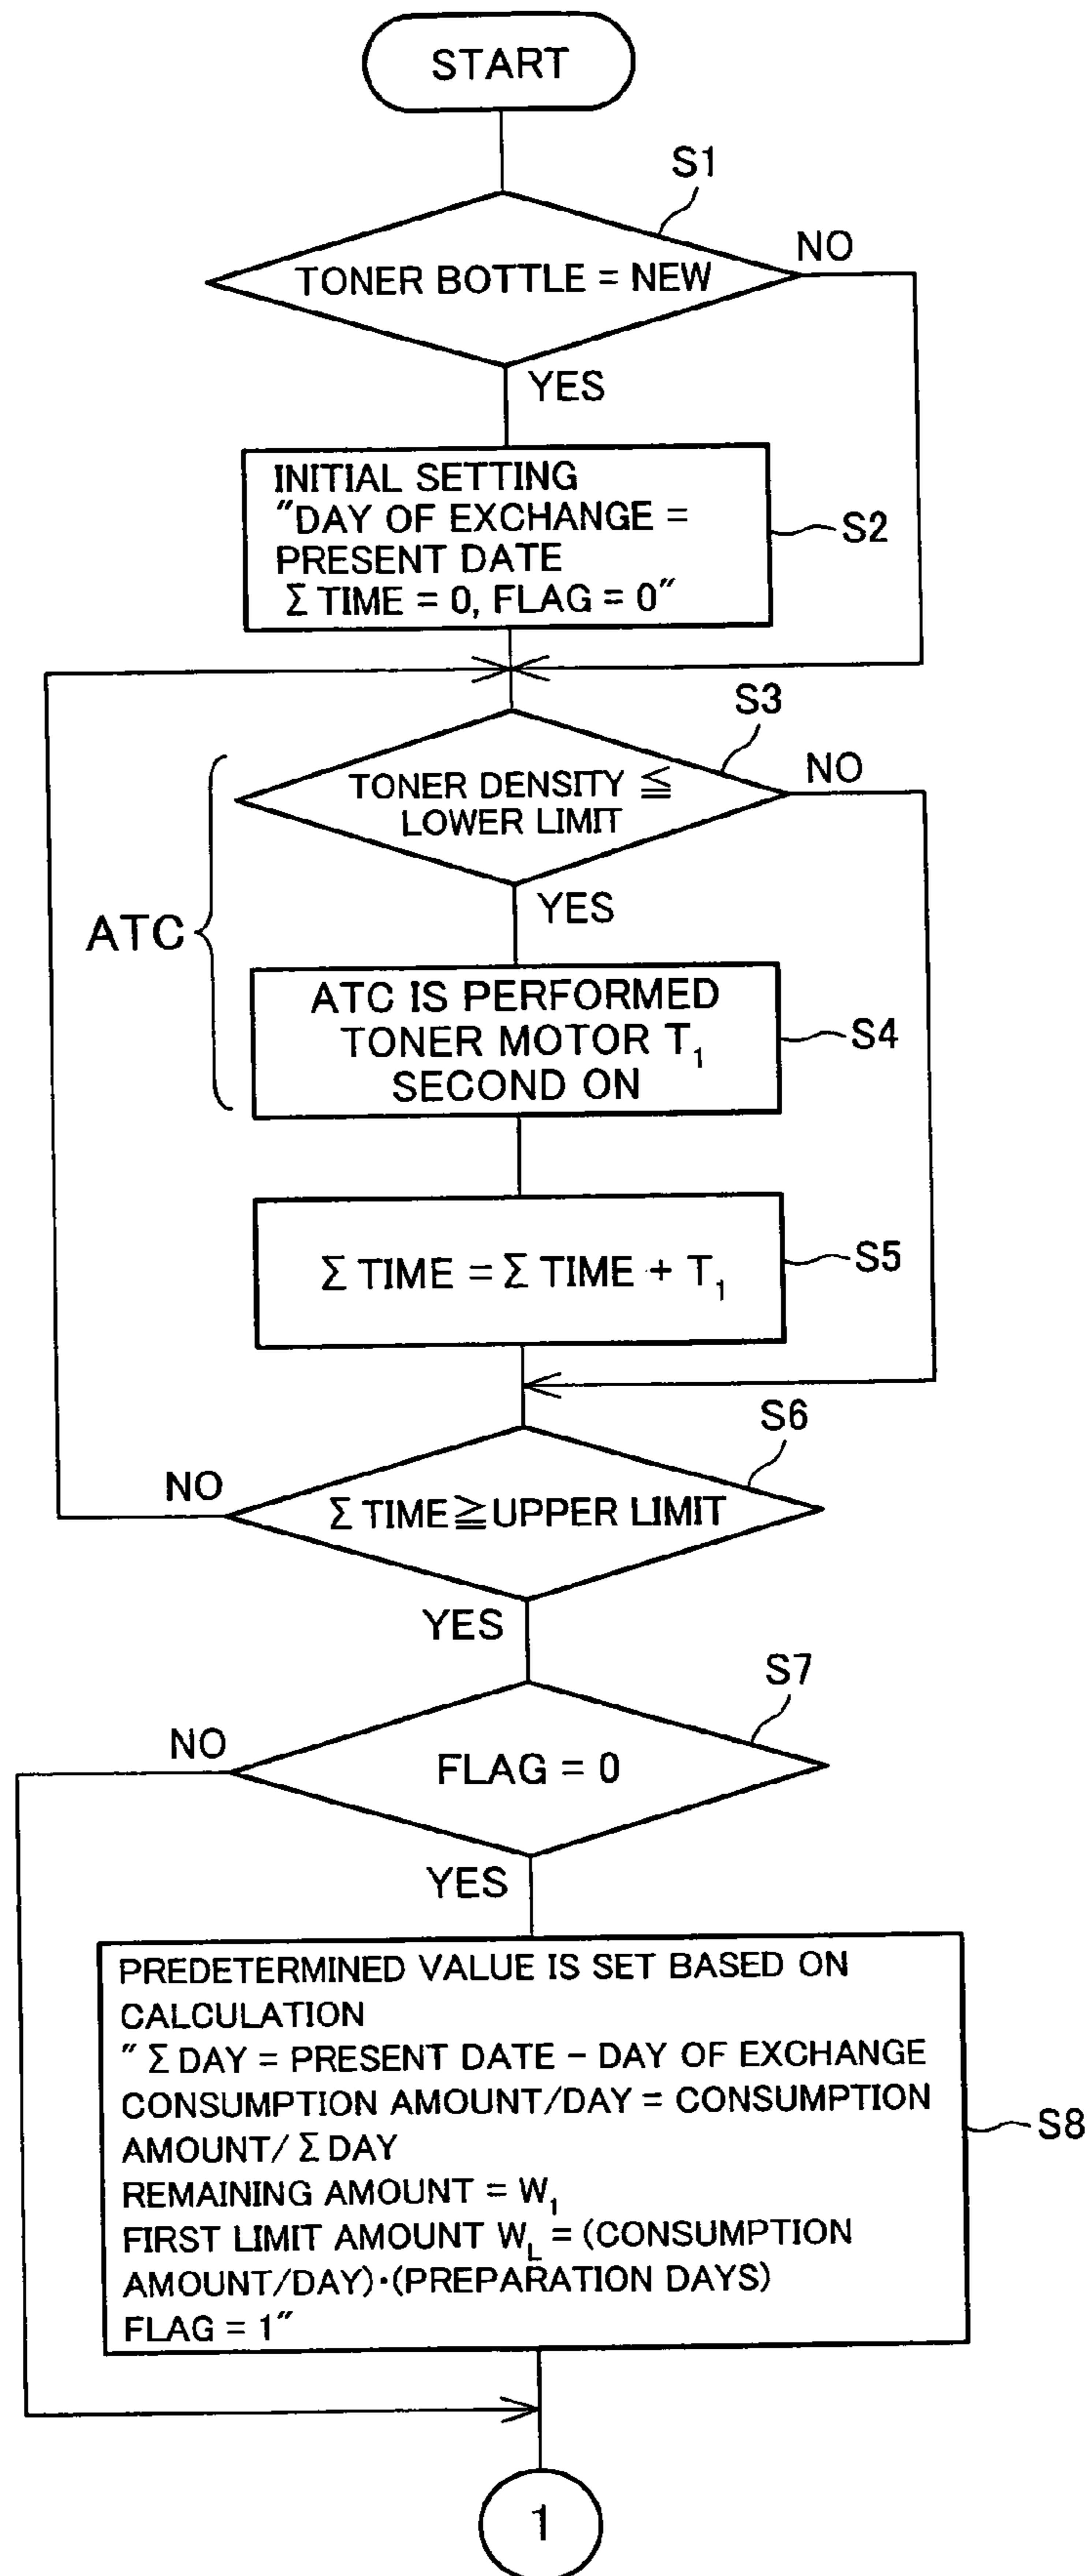 START
S1
TONER BOTTLE = NEW
NO
YES
INITIAL SETTING
"DAY OF EXCHANGE =
PRESENT DATE
Σ TIME = 0, FLAG = 0"
S2
S3
TONER DENSITY ≦
LOWER LIMIT
NO
YES
ATC
ATC IS PERFORMED
TONER MOTOR T₁
SECOND ON
S4
Σ TIME = Σ TIME + T₁
S5
S6
Σ TIME ≧ UPPER LIMIT
NO
YES
S7
FLAG = 0
NO
YES
PREDETERMINED VALUE IS SET BASED ON
CALCULATION
"Σ DAY = PRESENT DATE – DAY OF EXCHANGE
CONSUMPTION AMOUNT/DAY = CONSUMPTION
AMOUNT/Σ DAY
REMAINING AMOUNT = W₁
FIRST LIMIT AMOUNT W_L = (CONSUMPTION
AMOUNT/DAY)·(PREPARATION DAYS)
FLAG = 1"
S8
1